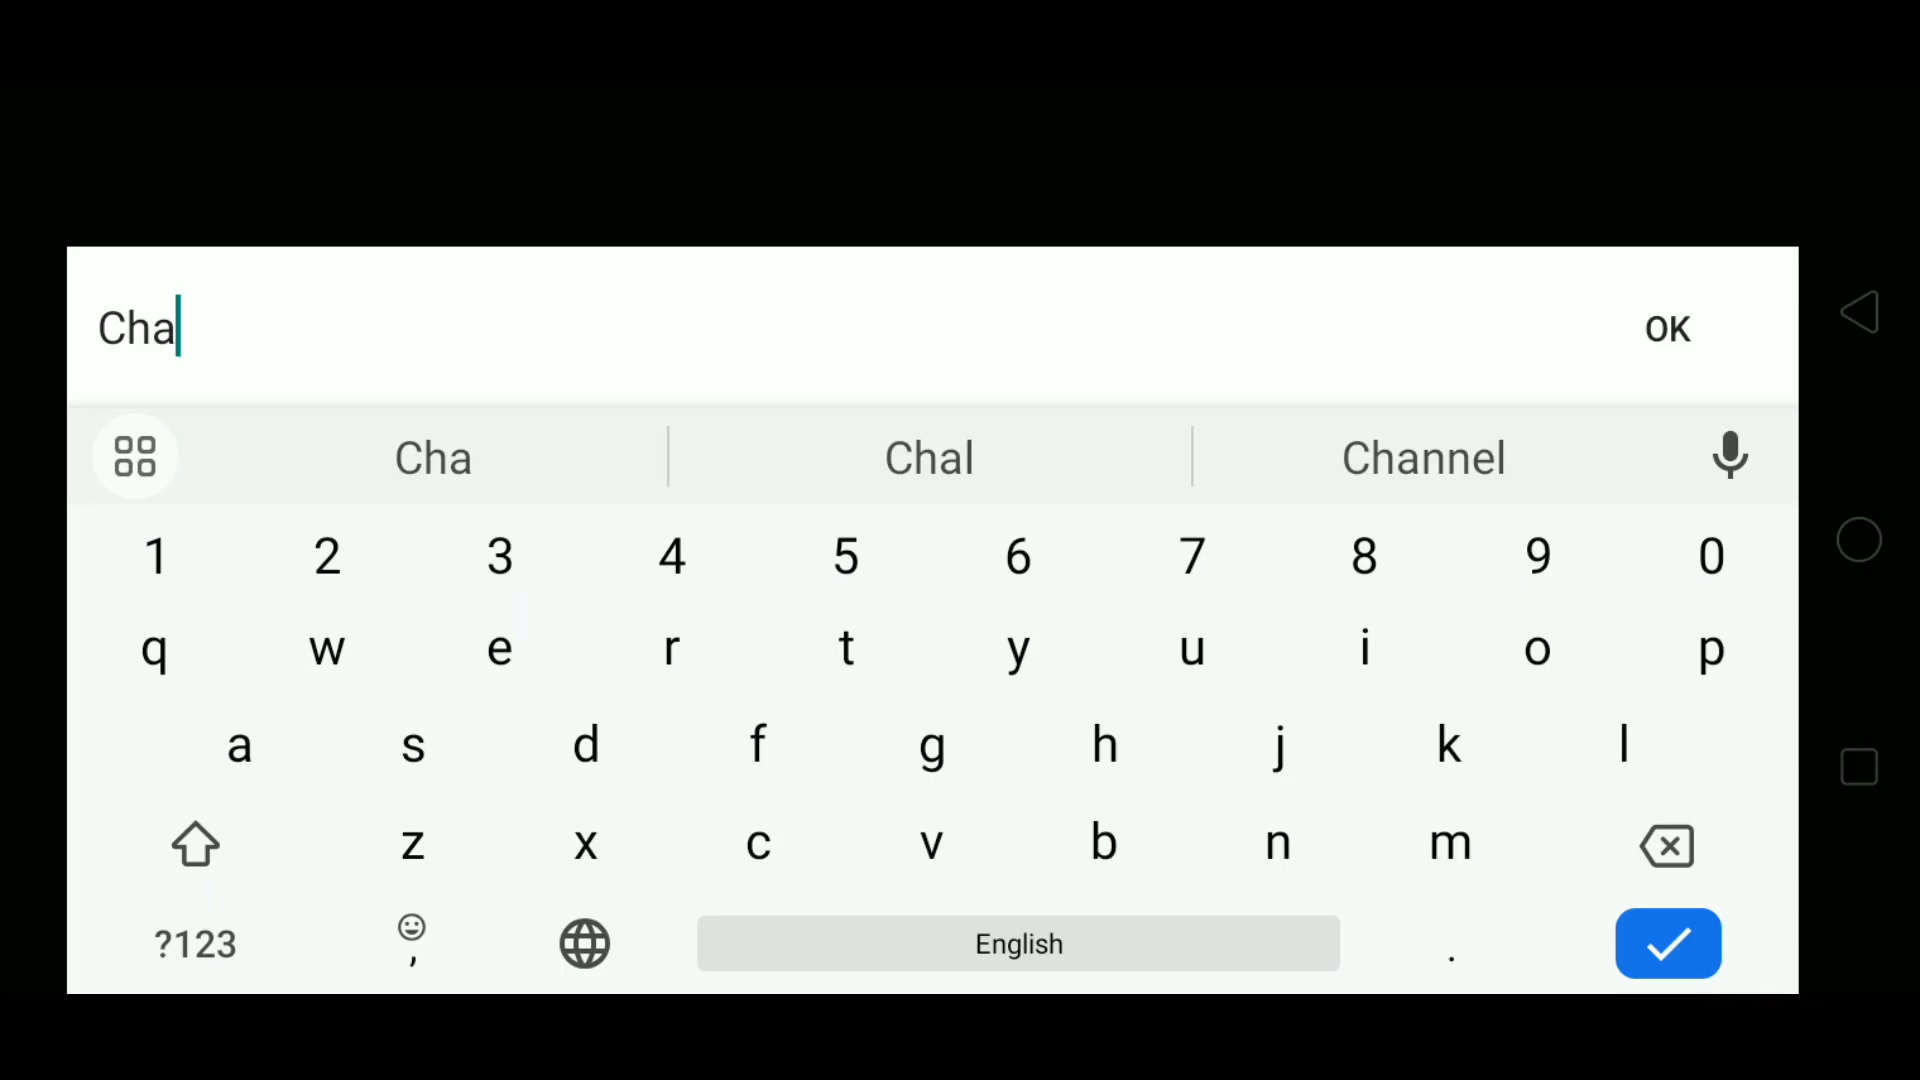 Cha
OK
Cha Chal Channel
1 2 3 4 5 6 7 8 9 0
q w e r t y u i o p
a s d f g h j k l
z x c v b n m
?123 , English .